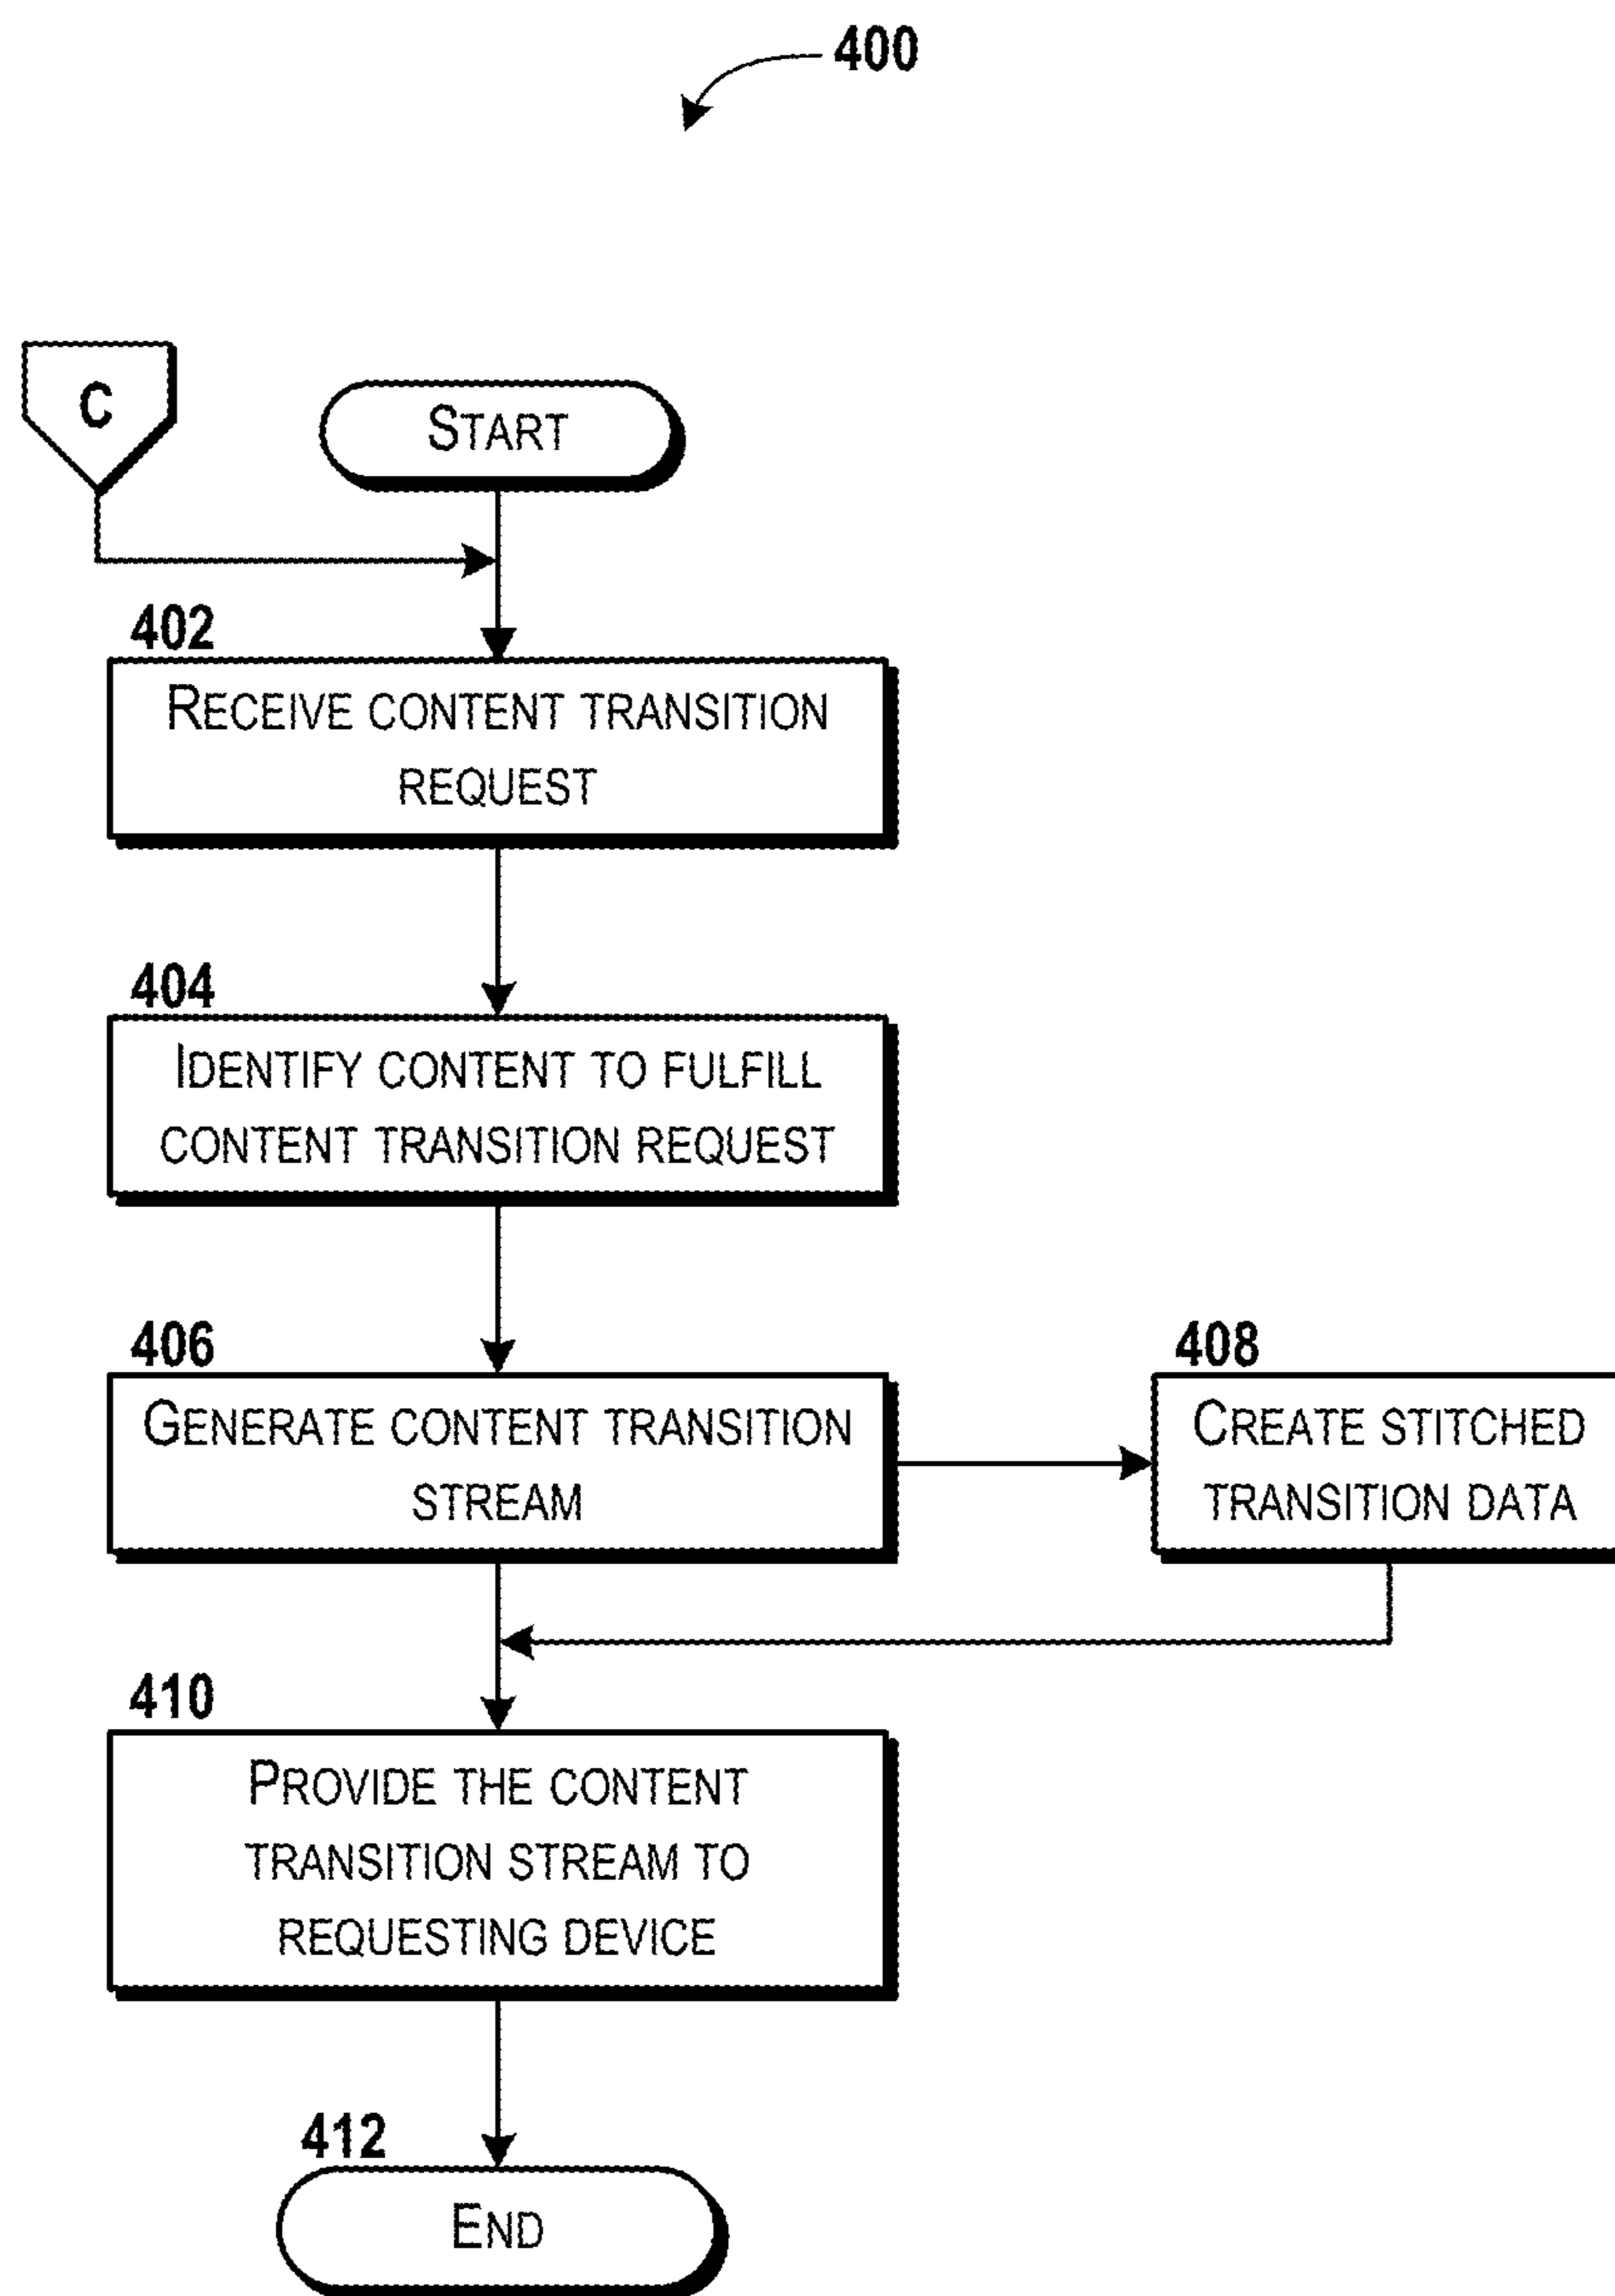 400
C
START
402
RECEIVE CONTENT TRANSITION
REQUEST
404
IDENTIFY CONTENT TO FULFILL
CONTENT TRANSITION REQUEST
406
GENERATE CONTENT TRANSITION
STREAM
408
CREATE STITCHED
TRANSITION DATA
410
PROVIDE THE CONTENT
TRANSITION STREAM TO
REQUESTING DEVICE
412
END